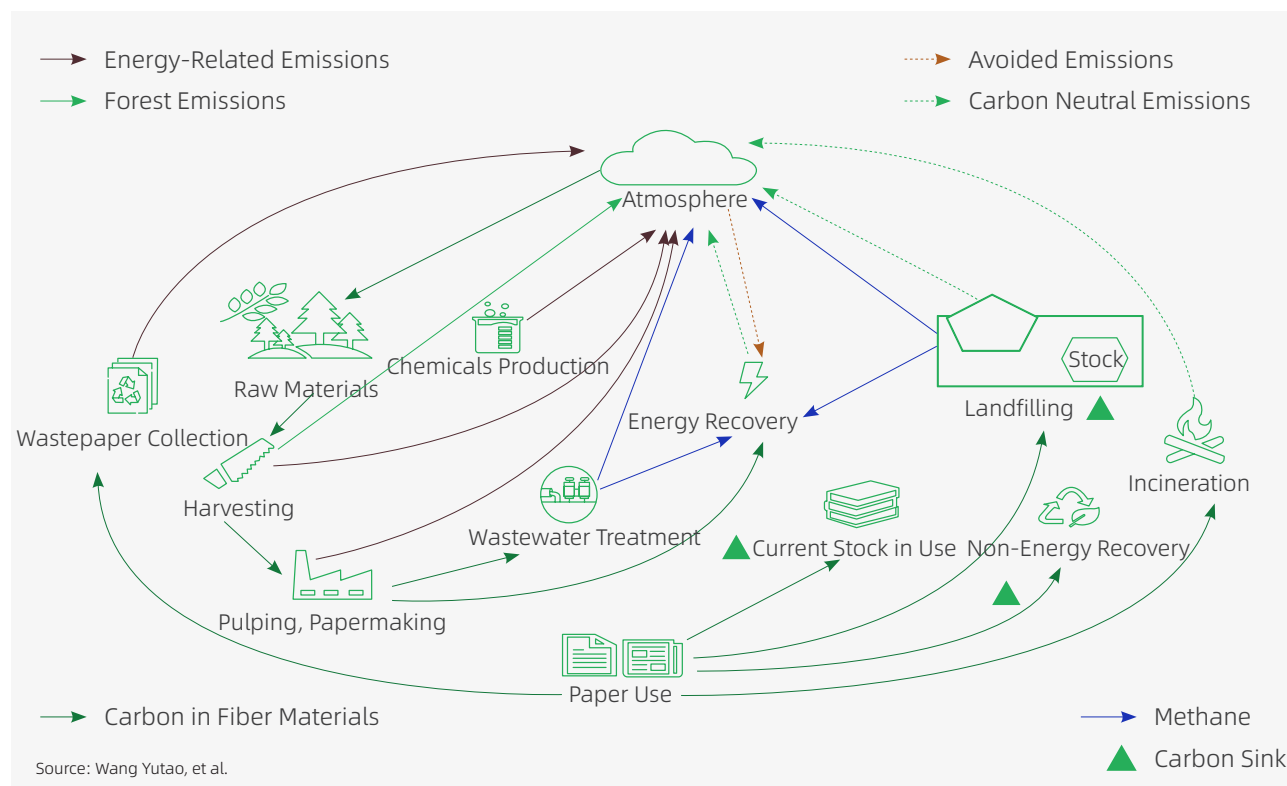 Energy-Related Emissions
Avoided Emissions
Forest Emissions
Carbon Neutral Emissions
Atmosphere
Chemicals Production
Stock
Raw Materials
Landfilling
Energy Recovery
Wastepaper Collection
Incineration
Harvesting
Wastewater Treatment
Current Stock in Use
Non-Energy Recovery
Pulping, Papermaking
Paper Use
Carbon in Fiber Materials
Methane
Carbon Sink
Source: Wang Yutao, et al.